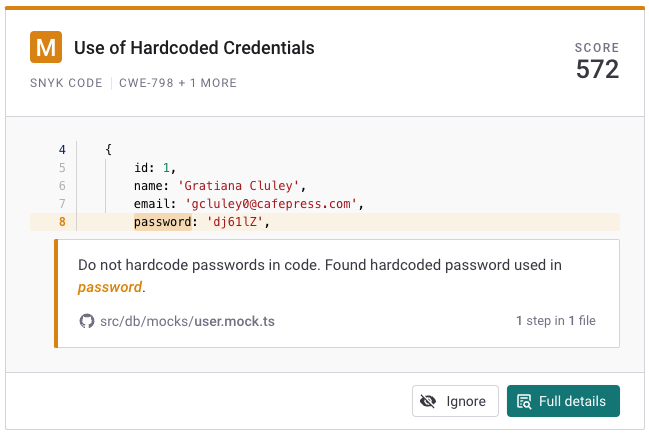 M Use of Hardcoded Credentials
SCORE
572
SNYK CODE CWE-798 + 1 MORE
4 {
5 id: 1,
6 name: 'Gratiana Cluley',
7 email: 'gcluley0@cafepress.com',
8 password: 'dj61lZ',
Do not hardcode passwords in code. Found hardcoded password used in
password.
src/db/mocks/user.mock.ts 1 step in 1 file
Ignore Full details